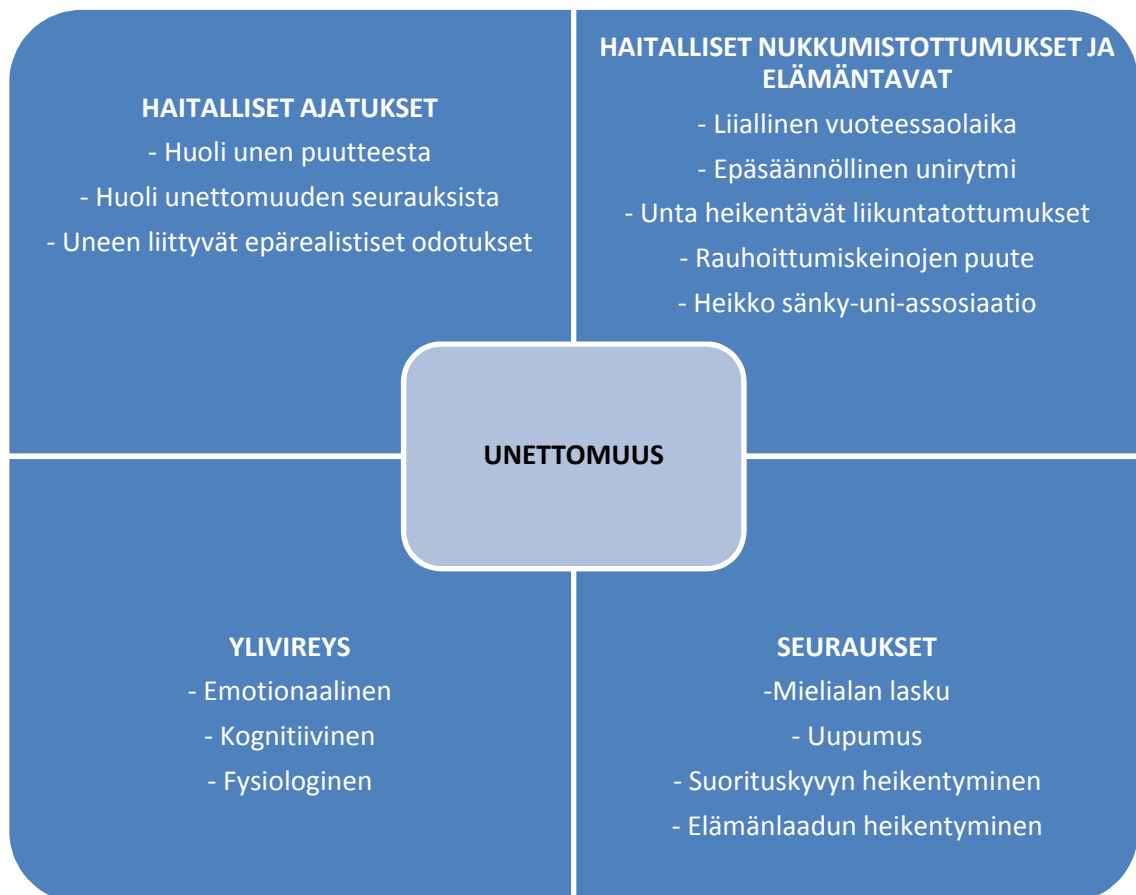 HAITALLISET AJATUKSET
- Huoli unen puutteesta
- Huoli unettomuuden seurauksista
- Uneen liittyvät epärealistiset odotukset
HAITALLISET NUKKUMISTOTTUMUKSET JA
ELÄMÄNTAVAT
- Liiallinen vuoteessaolaika
- Epäsäännöllinen unirytmi
- Unta heikentävät liikuntatottumukset
- Rauhoittumiskeinojen puute
- Heikko sänky-uni-assosiaatio
UNETTOMUUS
YLIVIREYS
- Emotionaalinen
- Kognitiivinen
- Fysiologinen
SEURAUKSET
-Mielialan lasku
- Uupumus
- Suorituskyvyn heikentyminen
- Elämänlaadun heikentyminen